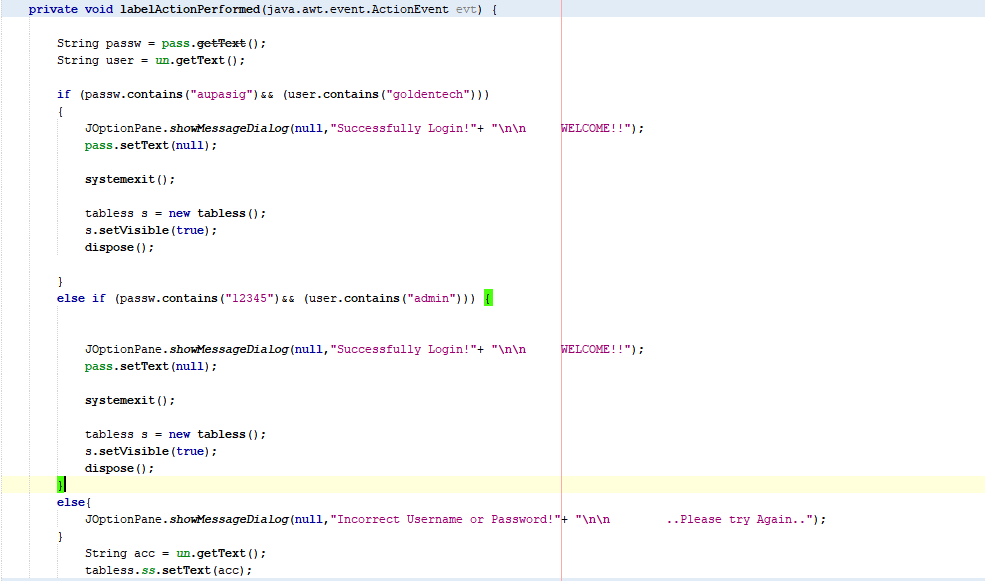 private void labelActionPerformed(java.awt.event.ActionEvent evt) {
String passw = pass.getText();
String user = un.getText();
if (passw.contains("aupasig")&& (user.contains("goldentech")))
{
JOptionPane.showMessageDialog(null,"Successfully Login!"+ "\n\n     WELCOME!!");
pass.setText(null);
systemexit();
tabless s = new tabless();
s.setVisible(true);
dispose();
}
else if (passw.contains("12345")&& (user.contains("admin"))) {
JOptionPane.showMessageDialog(null,"Successfully Login!"+ "\n\n     WELCOME!!");
pass.setText(null);
systemexit();
tabless s = new tabless();
s.setVisible(true);
dispose();
}
else{
JOptionPane.showMessageDialog(null,"Incorrect Username or Password!"+ "\n\n        ..Please try Again..");
}
String acc = un.getText();
tabless.ss.setText(acc);